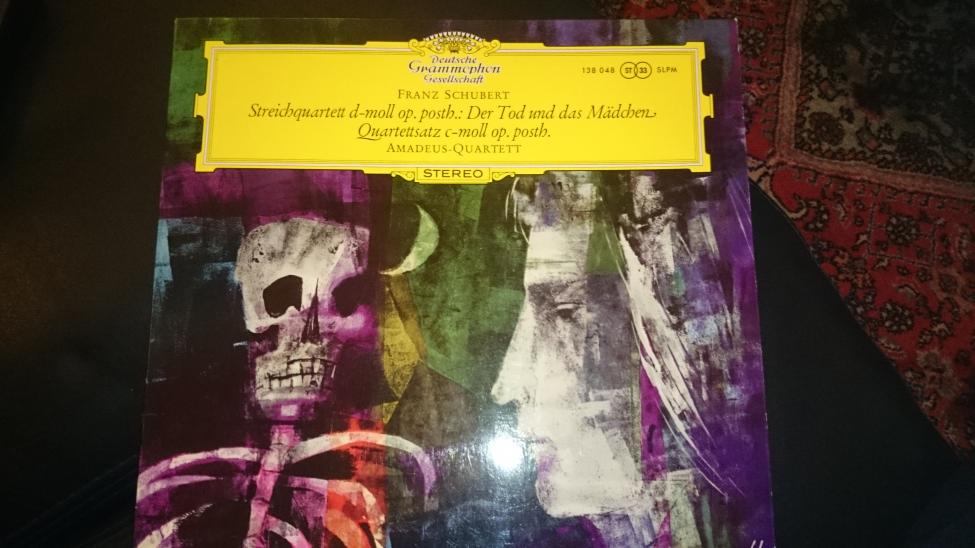 Deutsche
Grammophon
Gesellschaft
138 048 ST 33 SLPM
FRANZ SCHUBERT
Streichquartett d-moll op. posth.: Der Tod und das Mädchen
Quartettsatz c-moll op. posth.
AMADEUS-QUARTETT
STEREO